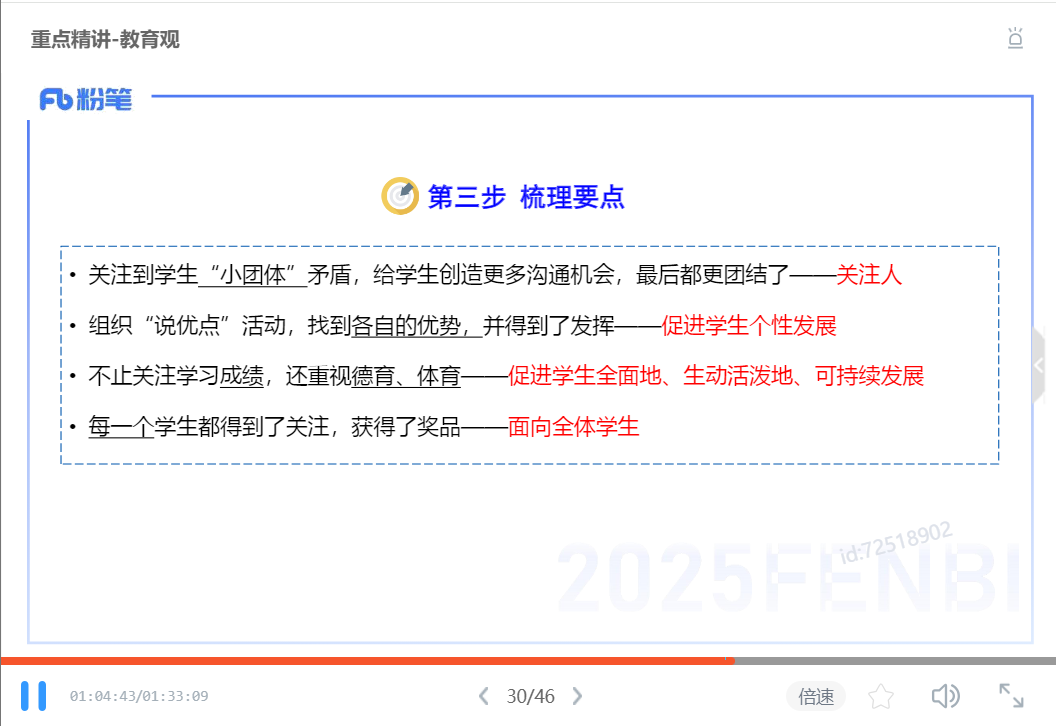 重点精讲-教育观
粉笔
第三步 梳理要点
• 关注到学生“小团体”矛盾，给学生创造更多沟通机会，最后都更团结了——关注人
• 组织“说优点”活动，找到各自的优势，并得到了发挥——促进学生个性发展
• 不止关注学习成绩，还重视德育、体育——促进学生全面地、生动活泼地、可持续发展
• 每一个学生都得到了关注，获得了奖品——面向全体学生
id:72518902
2025FENBI
01:04:43/01:33:09
30/46
倍速